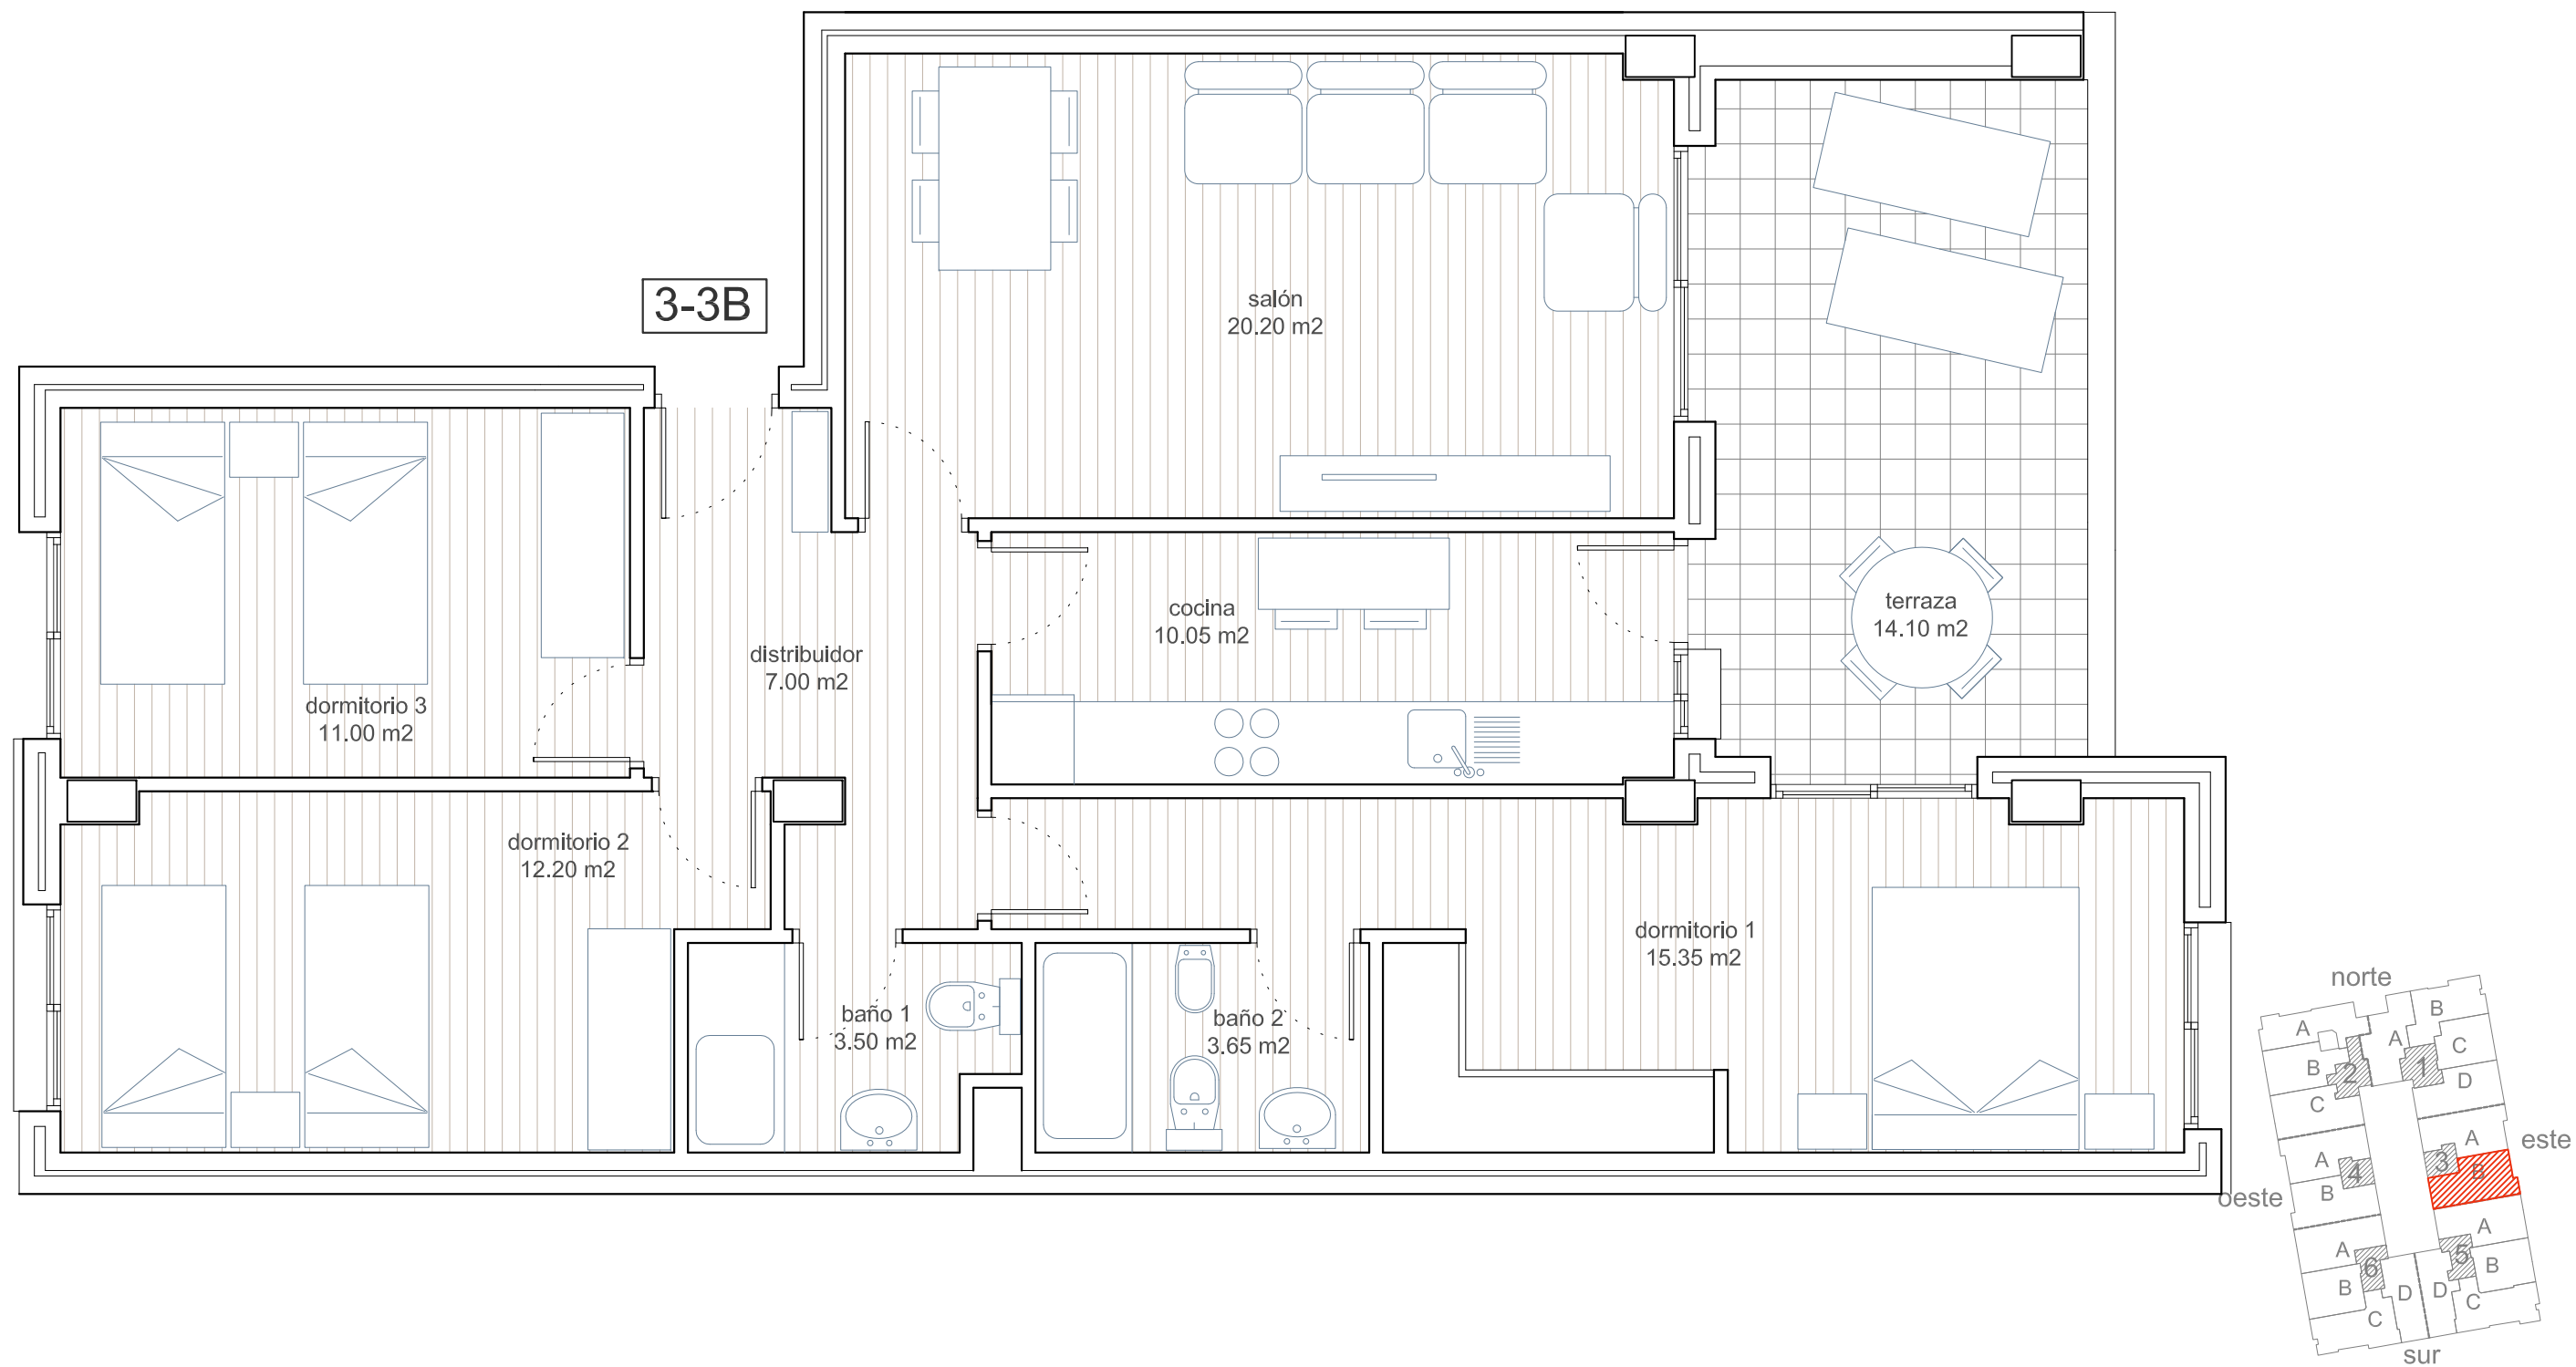 3-3B
salón
20.20 m2
cocina
10.05 m2
terraza
14.10 m2
distribuidor
7.00 m2
dormitorio 3
11.00 m2
dormitorio 2
12.20 m2
dormitorio 1
15.35 m2
baño 1
3.50 m2
baño 2
3.65 m2
norte
B
A
A
C
B
2
1
D
C
A
este
A
3
B
4
B
oeste
A
A
5
B
6
B
D
D
C
C
sur